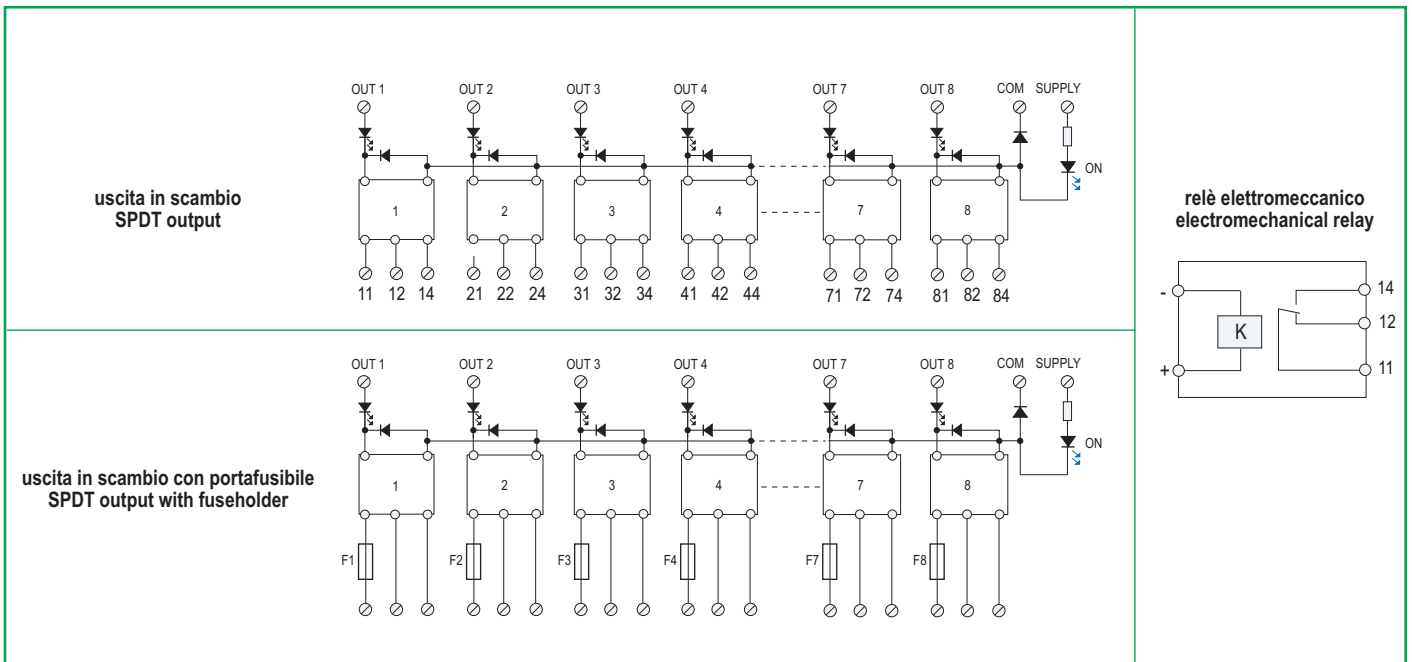 OUT 1 OUT 2 OUT 3 OUT 4 OUT 7 OUT 8 COM SUPPLY
ON
uscita in scambio
SPDT output
1 2 3 4 7 8
11 12 14 21 22 24 31 32 34 41 42 44 71 72 74 81 82 84
OUT 1 OUT 2 OUT 3 OUT 4 OUT 7 OUT 8 COM SUPPLY
ON
uscita in scambio con portafusibile
SPDT output with fuseholder
1 2 3 4 7 8
F1 F2 F3 F4 F7 F8
relè elettromeccanico
electromechanical relay
- 14
K 12
+ 11